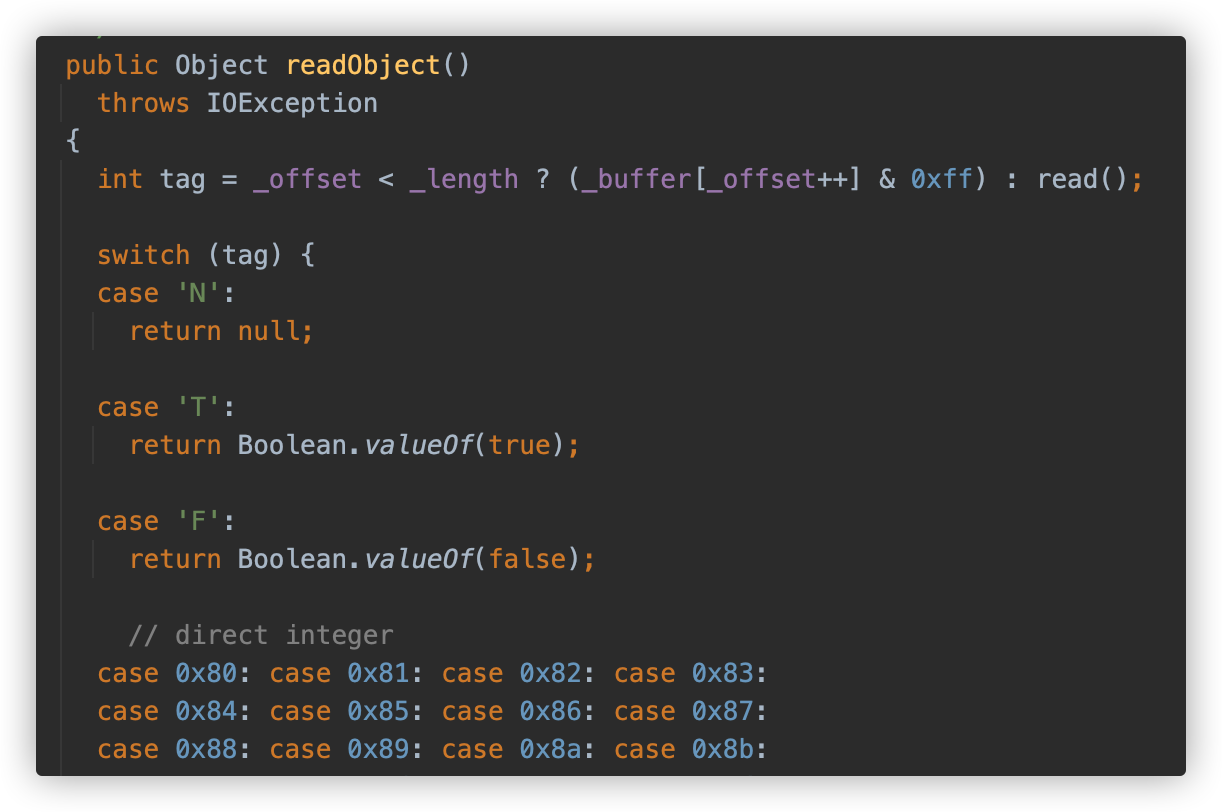 public Object readObject()
throws IOException
{
int tag = _offset < _length ? (_buffer[_offset++] & 0xff) : read();
switch (tag) {
case 'N':
return null;
case 'T':
return Boolean.valueOf(true);
case 'F':
return Boolean.valueOf(false);
// direct integer
case 0x80: case 0x81: case 0x82: case 0x83:
case 0x84: case 0x85: case 0x86: case 0x87:
case 0x88: case 0x89: case 0x8a: case 0x8b: